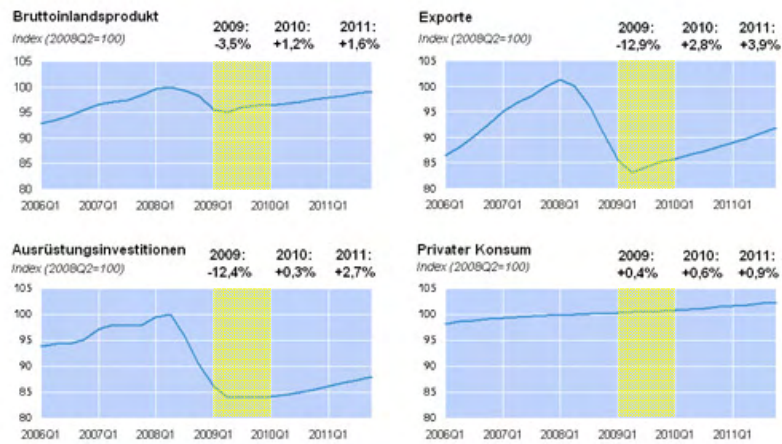 Bruttoinlandsprodukt
Index (2008Q2=100)
2009: 2010: 2011:
-3,5% +1,2% +1,6%
105
100
95
90
85
80
2006Q1 2007Q1 2008Q1 2009Q1 2010Q1 2011Q1
Exporte
Index (2008Q2=100)
2009: 2010: 2011:
-12,9% +2,8% +3,9%
105
100
95
90
85
80
2006Q1 2007Q1 2008Q1 2009Q1 2010Q1 2011Q1
Ausrüstungsinvestitionen
Index (2008Q2=100)
2009: 2010: 2011:
-12,4% +0,3% +2,7%
105
100
95
90
85
80
2006Q1 2007Q1 2008Q1 2009Q1 2010Q1 2011Q1
Privater Konsum
Index (2008Q2=100)
2009: 2010: 2011:
+0,4% +0,6% +0,9%
105
100
95
90
85
80
2006Q1 2007Q1 2008Q1 2009Q1 2010Q1 2011Q1